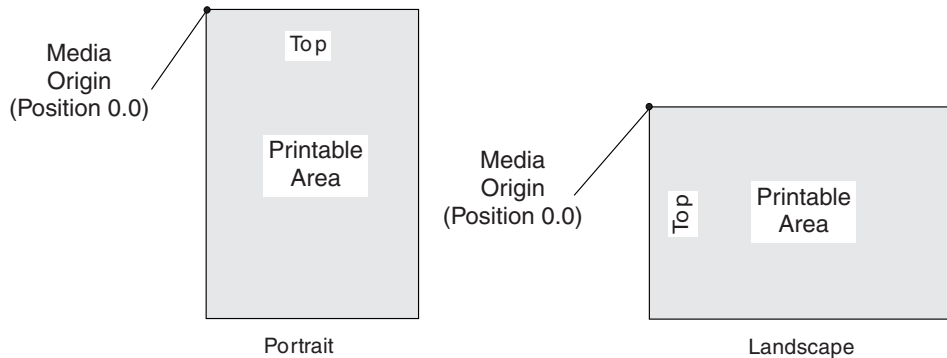 Media
Origin
(Position 0.0)
Top
Printable
Area
Portrait
Media
Origin
(Position 0.0)
Top
Printable
Area
Landscape